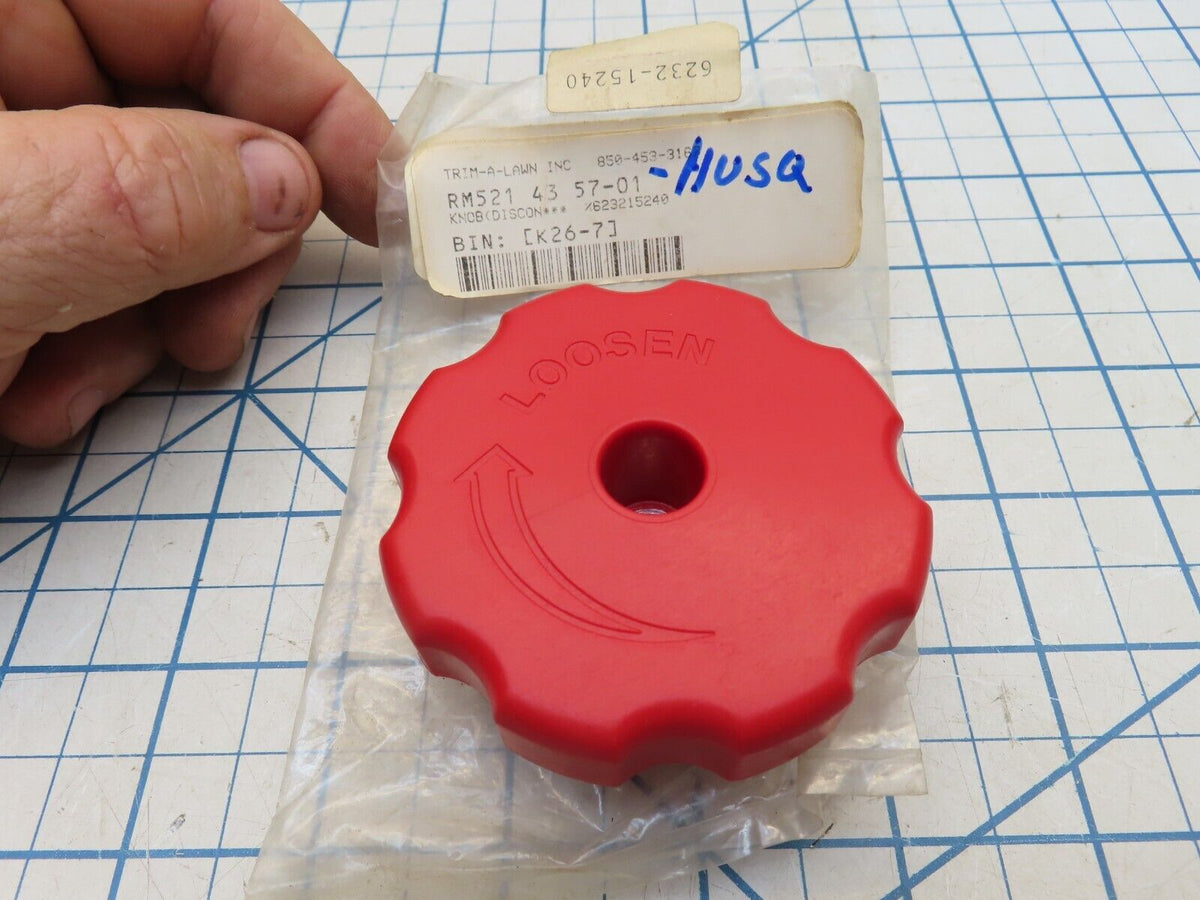 6232-15240
TRIM-A-LAWN INC 850-453-316
RM521 43 57-01 -HUSQ
KNOB(DISCON*** %623215240
BIN: [K26-7]
LOOSEN